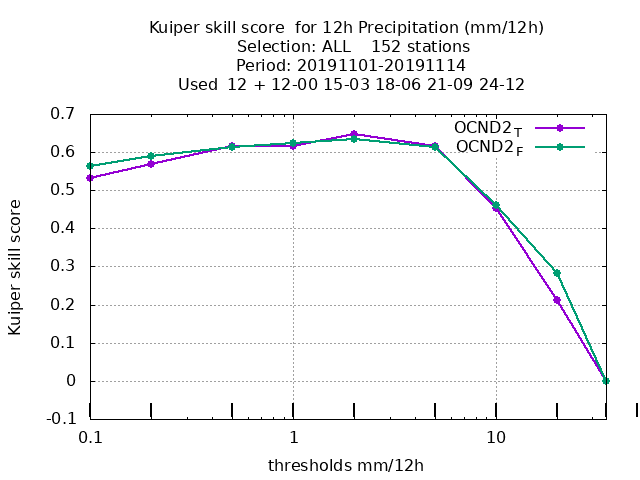 Kuiper skill score  for 12h Precipitation (mm/12h)
Selection: ALL    152 stations
Period: 20191101-20191114
Used  12 + 12-00 15-03 18-06 21-09 24-12
OCND2T
OCND2F
0.7
0.6
0.5
0.4
0.3
0.2
0.1
0
-0.1
Kuiper skill score
0.1 1 10
thresholds mm/12h